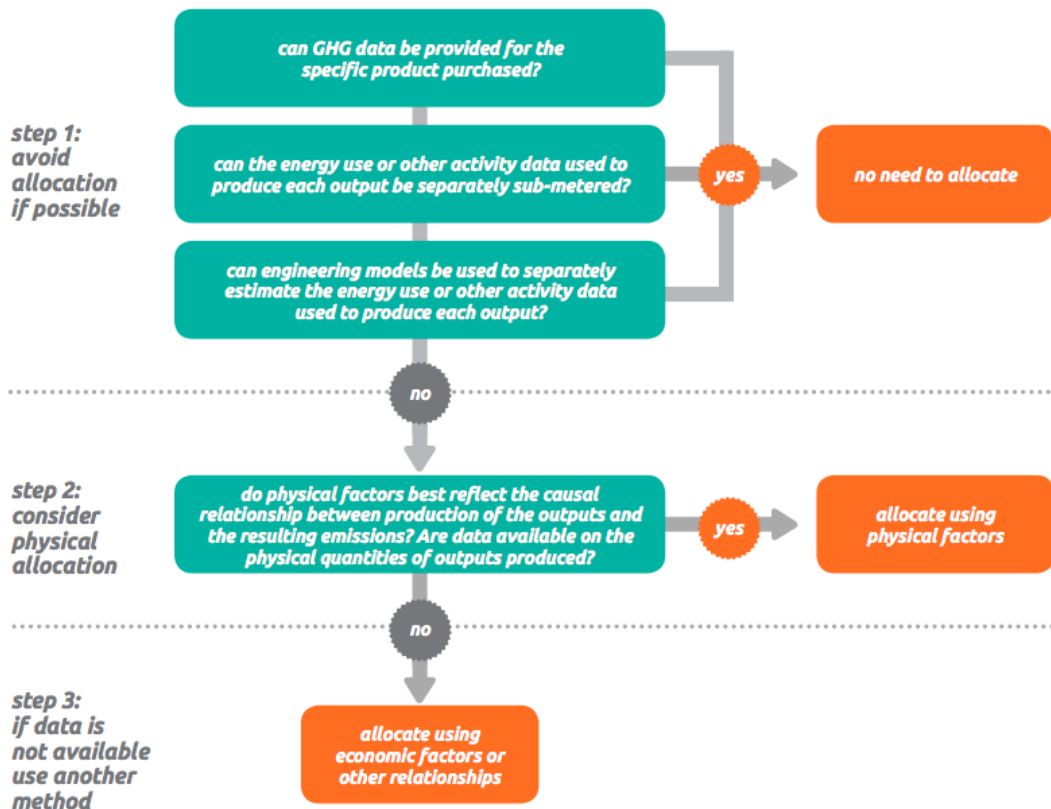 can GHG data be provided for the
specific product purchased?
step 1:
avoid
allocation
if possible
can the energy use or other activity data used to
produce each output be separately sub-metered?
yes
no need to allocate
can engineering models be used to separately
estimate the energy use or other activity data
used to produce each output?
no
step 2:
consider
physical
allocation
do physical factors best reflect the causal
relationship between production of the outputs and
the resulting emissions? Are data available on the
physical quantities of outputs produced?
yes
allocate using
physical factors
no
step 3:
if data is
not available
use another
method
allocate using
economic factors or
other relationships